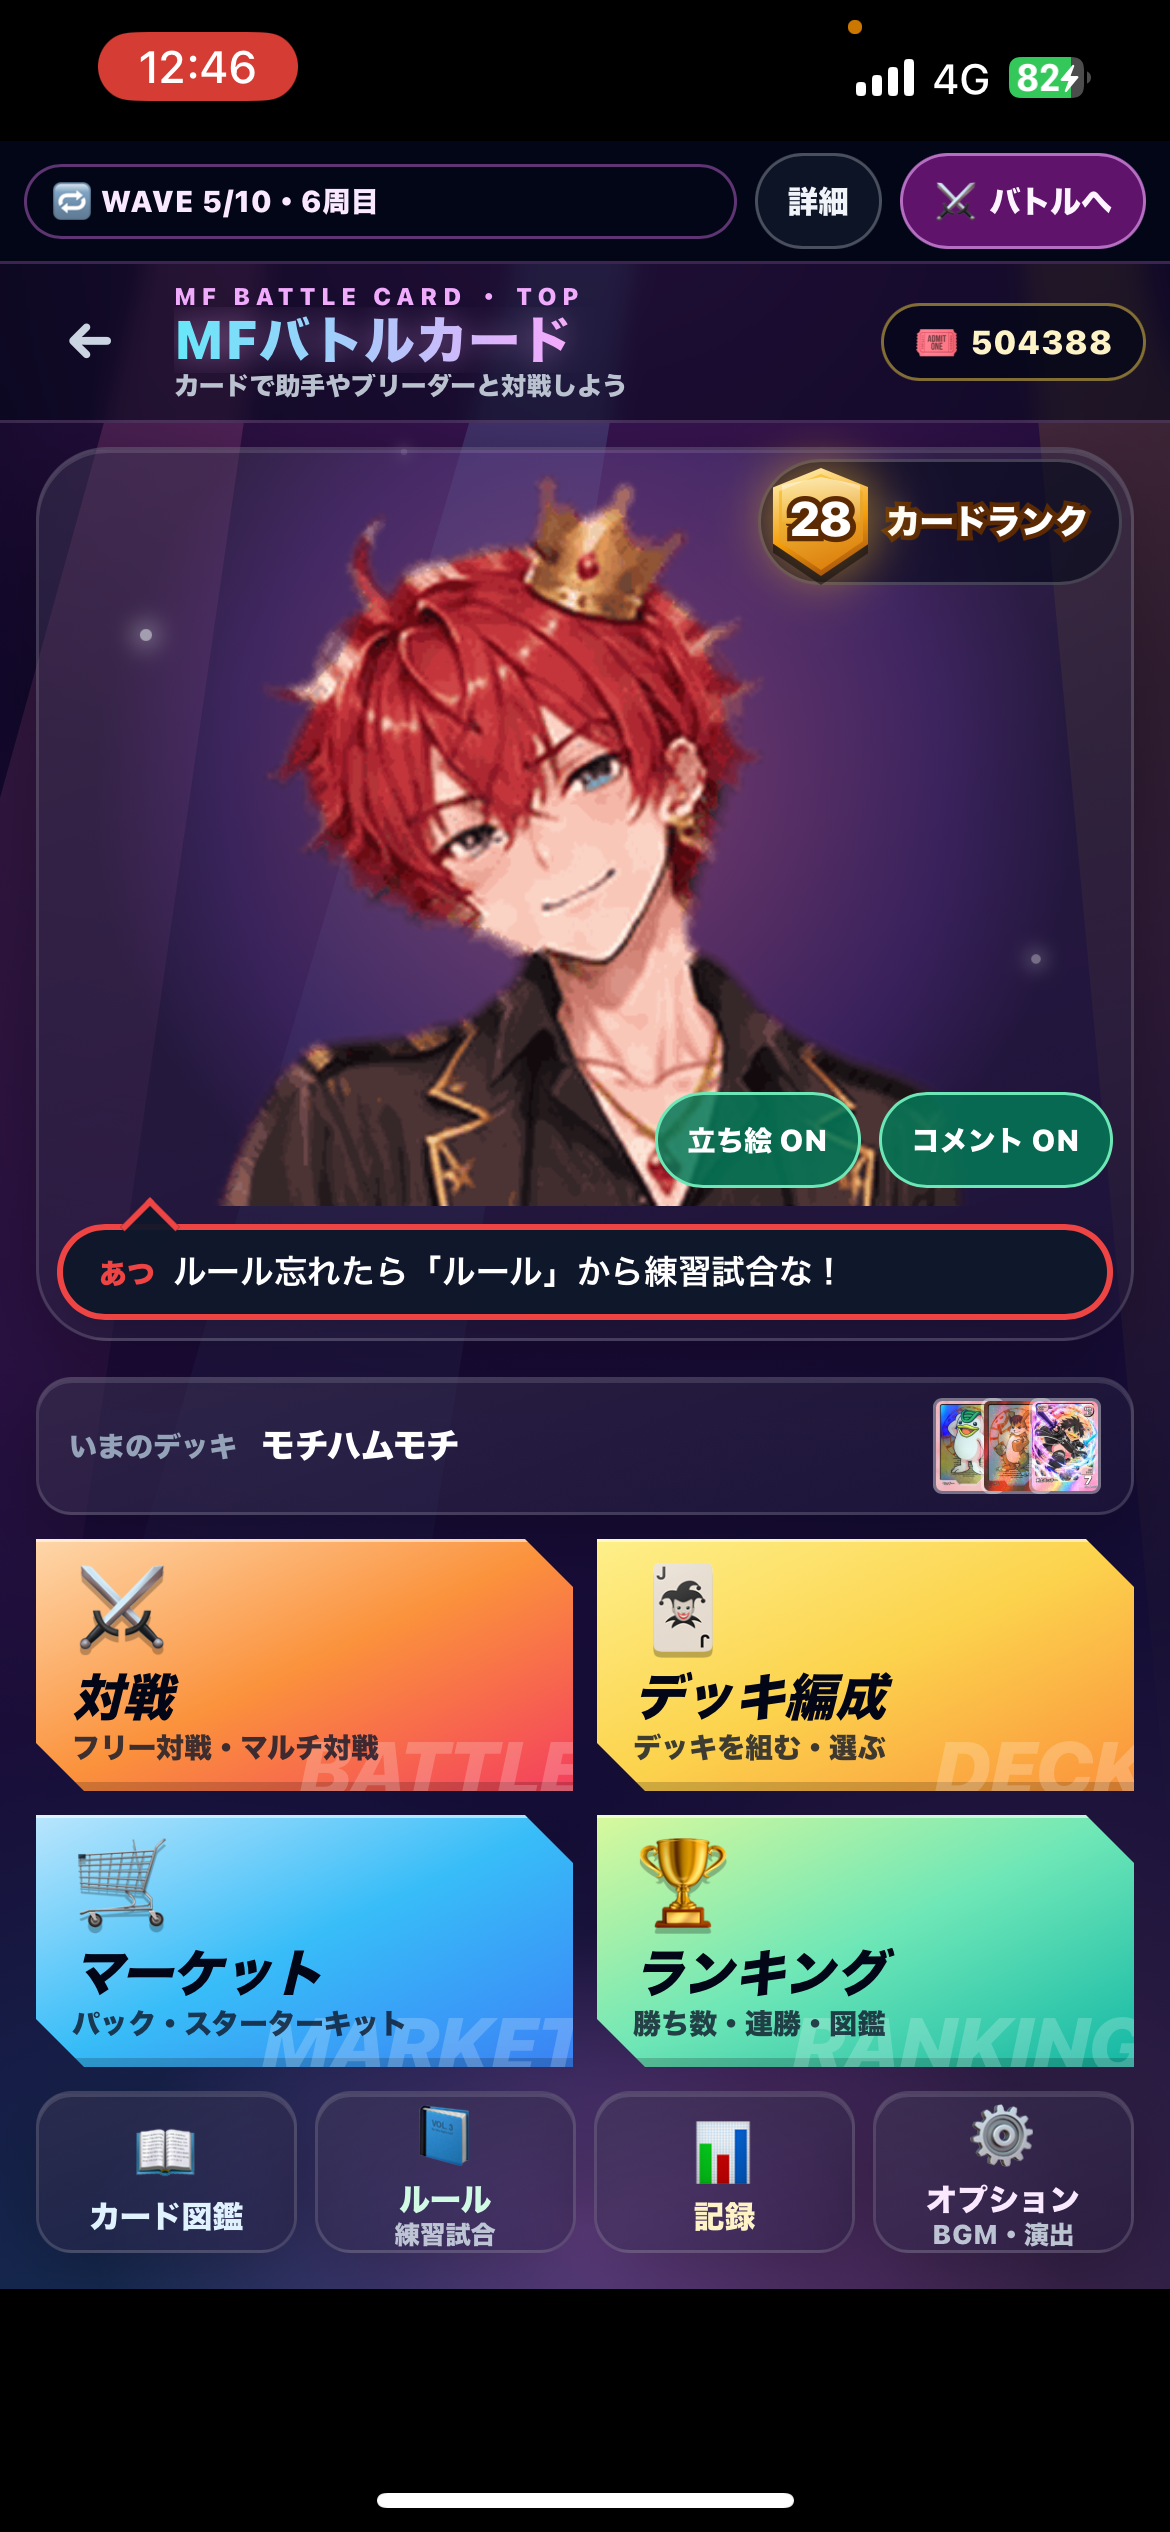 12:46
4G
82
WAVE 5/10・6周目
詳細
バトルへ
MF BATTLE CARD ・ TOP
MFバトルカード
カードで助手やブリーダーと対戦しよう
504388
28
カードランク
立ち絵 ON
コメント ON
あつ ルール忘れたら「ルール」から練習試合な！
いまのデッキ モチハムモチ
対戦
フリー対戦・マルチ対戦
BATTLE
デッキ編成
デッキを組む・選ぶ
DECK
マーケット
パック・スターターキット
MARKET
ランキング
勝ち数・連勝・図鑑
RANKING
カード図鑑
ルール
練習試合
記録
オプション
BGM・演出